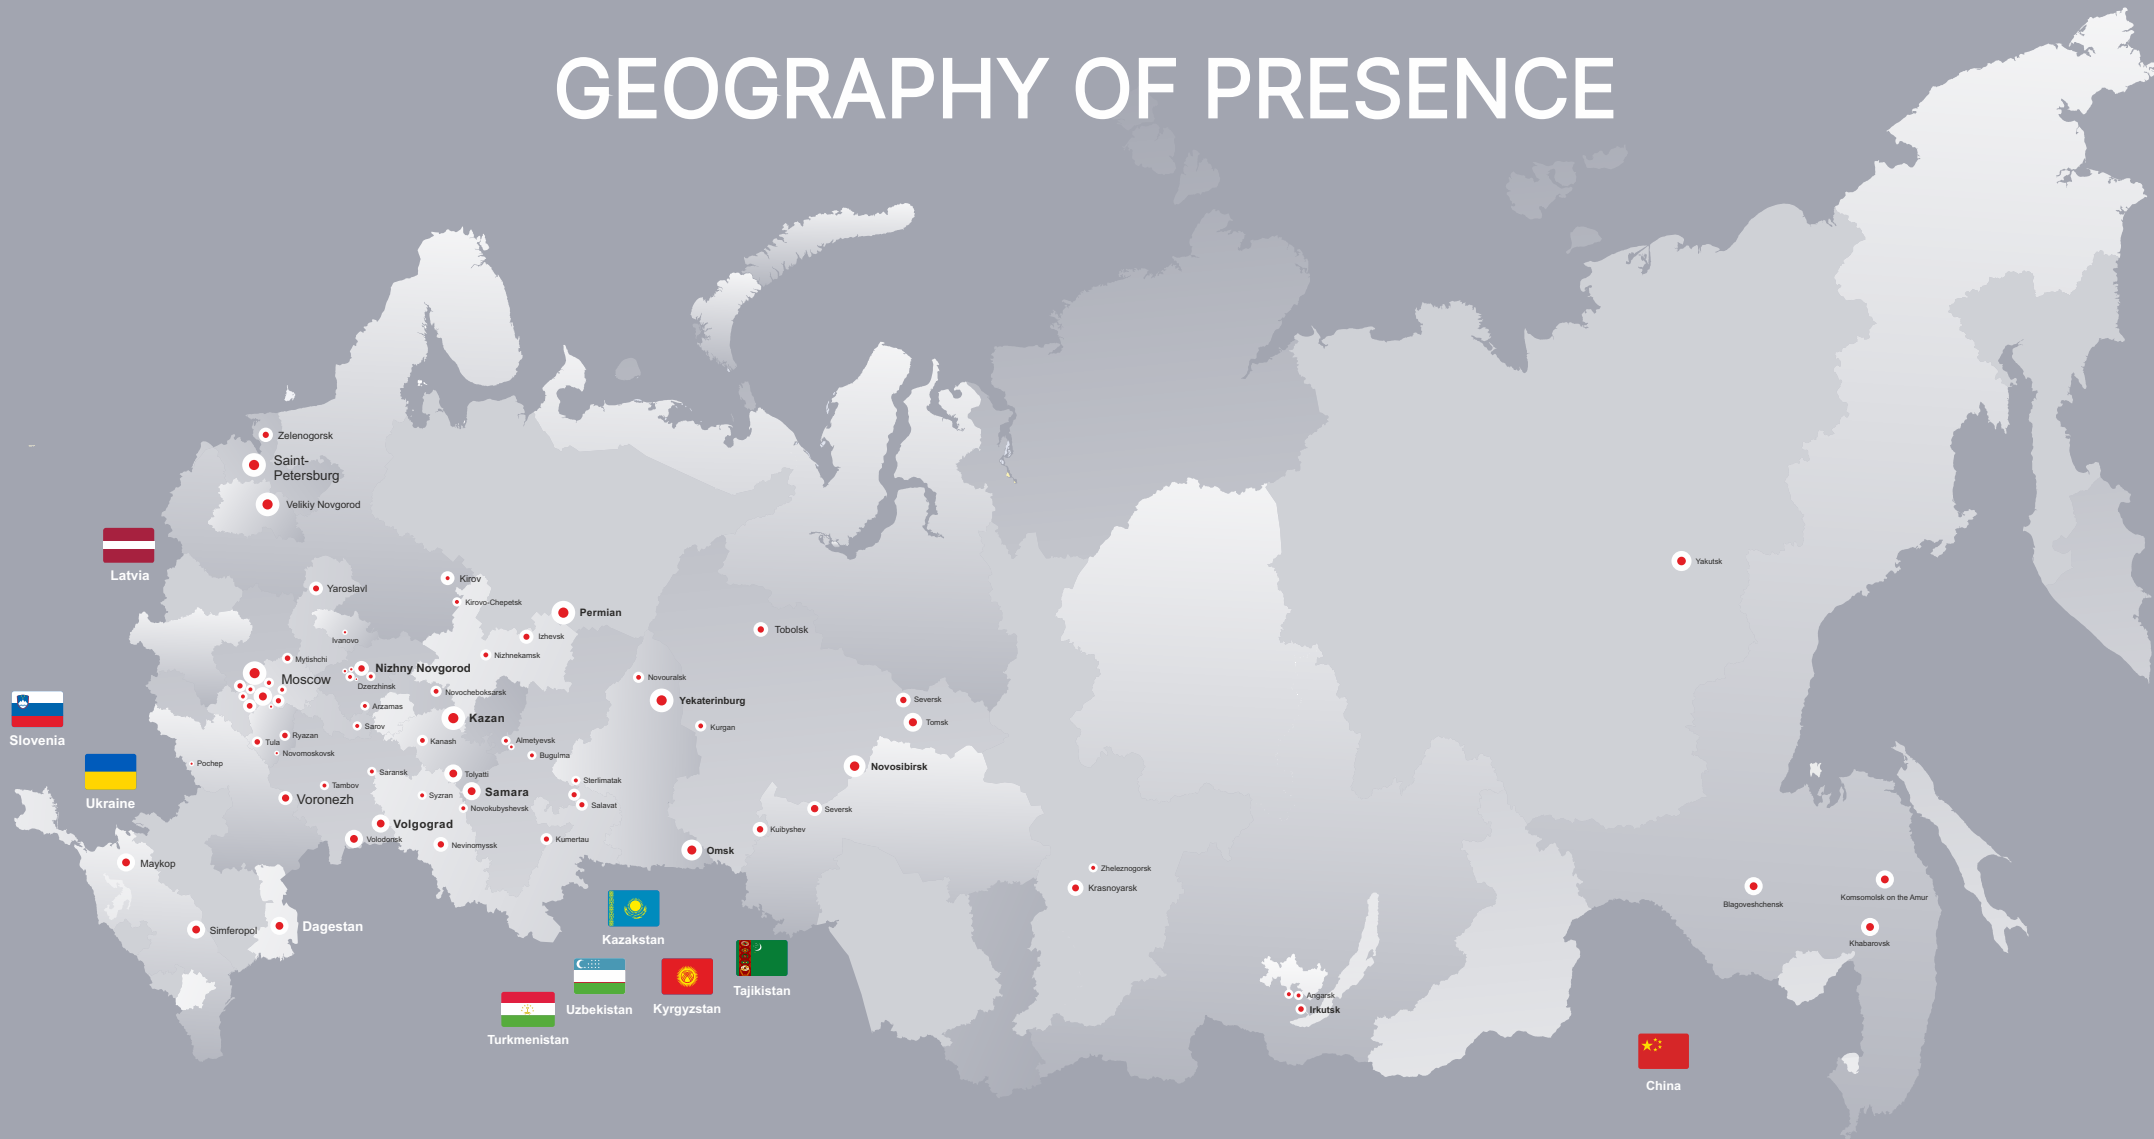 GEOGRAPHY OF PRESENCE
Zelenogorsk
Saint-
Petersburg
Velikiy Novgorod
Latvia
Yakutsk
Kirov
Yaroslavl
Kirovo-Chepetsk
Permian
Tobolsk
Ivanovo
Izhevsk
Mytishchi
Nizhnekamsk
Nizhny Novgorod
Moscow
Novouralsk
Dzerzhinsk
Novocheboksarsk
Yekaterinburg
Seversk
Arzamas
Kazan
Tomsk
Sarov
Kurgan
Slovenia
Ryazan
Tula
Kanash
Almetyevsk
Novomoskovsk
Bugulma
Pochep
Novosibirsk
Saransk
Tolyatti
Sterlimatak
Tambov
Samara
Ukraine
Voronezh
Syzran
Novokubyshevsk
Salavat
Seversk
Volgograd
Kuibyshev
Volodonsk
Nevinomyssk
Kumertau
Omsk
Maykop
Zheleznogorsk
Krasnoyarsk
Blagoveshchensk
Komsomolsk on the Amur
Simferopol
Dagestan
Kazakstan
Khabarovsk
Tajikistan
Angarsk
Irkutsk
Uzbekistan
Kyrgyzstan
Turkmenistan
China